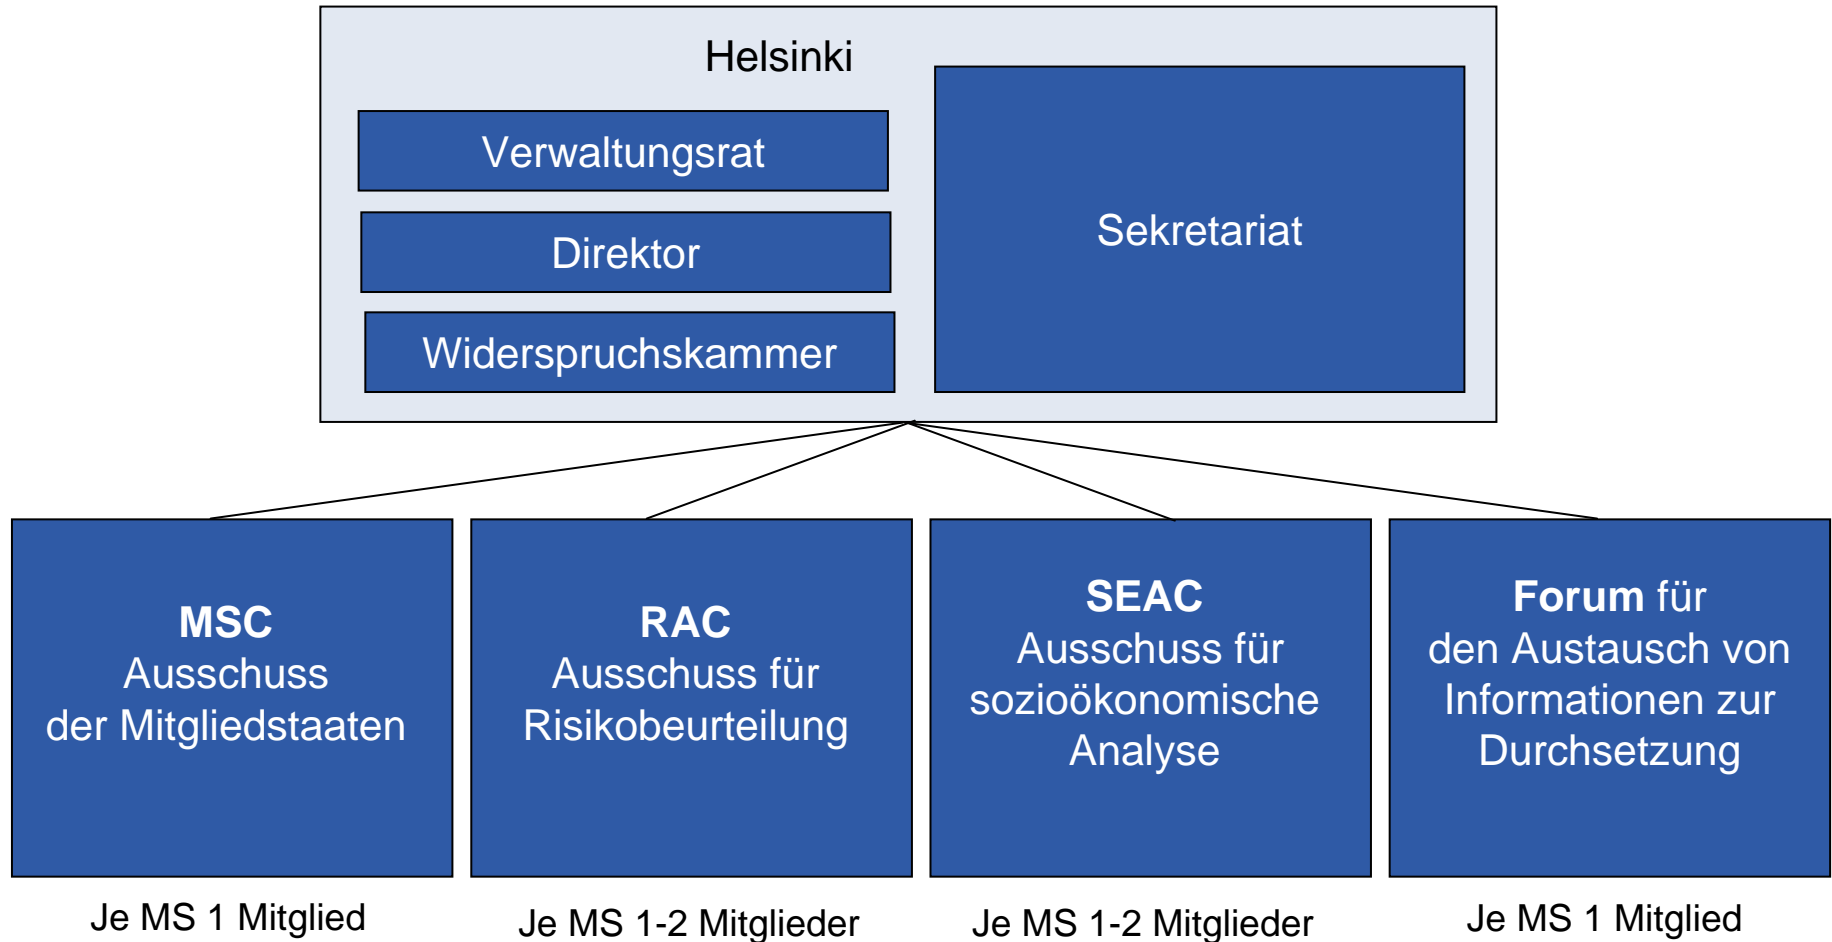 Helsinki
Verwaltungsrat
Direktor
Widerspruchskammer
Sekretariat
MSC
Ausschuss
der Mitgliedstaaten
RAC
Ausschuss für
Risikobeurteilung
SEAC
Ausschuss für
sozioökonomische
Analyse
Forum für
den Austausch von
Informationen zur
Durchsetzung
Je MS 1 Mitglied
Je MS 1-2 Mitglieder
Je MS 1-2 Mitglieder
Je MS 1 Mitglied